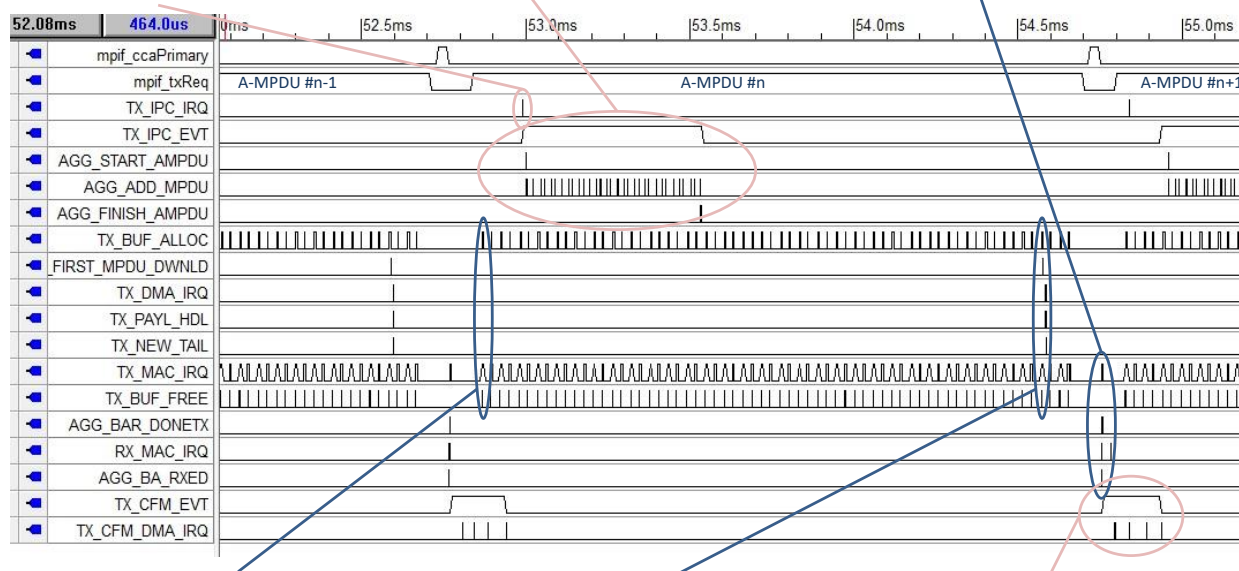 52.08ms 464.0us 0ms 52.5ms 53.0ms 53.5ms 54.0ms 54.5ms 55.0ms
mpif_ccaPrimary
mpif_txReq A-MPDU #n-1 A-MPDU #n A-MPDU #n+1
TX_IPC_IRQ
TX_IPC_EVT
AGG_START_AMPDU
AGG_ADD_MPDU
AGG_FINISH_AMPDU
TX_BUF_ALLOC
_FIRST_MPDU_DWNLD
TX_DMA_IRQ
TX_PAYL_HDL
TX_NEW_TAIL
TX_MAC_IRQ
TX_BUF_FREE
AGG_BAR_DONETX
RX_MAC_IRQ
AGG_BA_RXED
TX_CFM_EVT
TX_CFM_DMA_IRQ